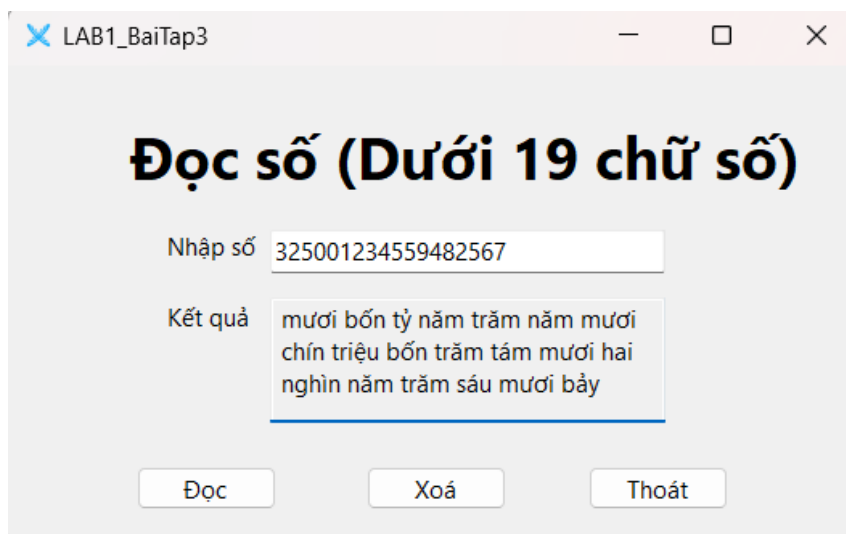 LAB1_BaiTap3
Đọc số (Dưới 19 chữ số)
Nhập số 325001234559482567
Kết quả mươi bốn tỷ năm trăm năm mươi
chín triệu bốn trăm tám mươi hai
nghìn năm trăm sáu mươi bảy
Đọc Xoá Thoát